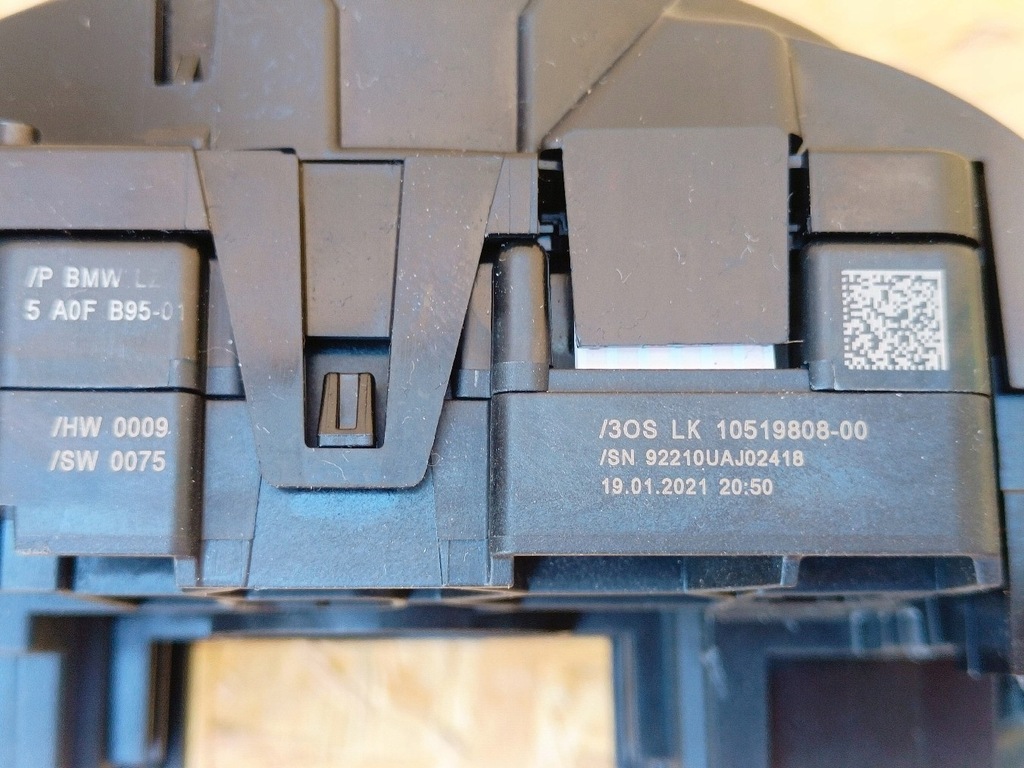 /P BMW LZ
5 A0F B95-01
/HW 0009
/SW 0075
/3OS LK 10519808-00
/SN 92210UAJ02418
19.01.2021 20:50